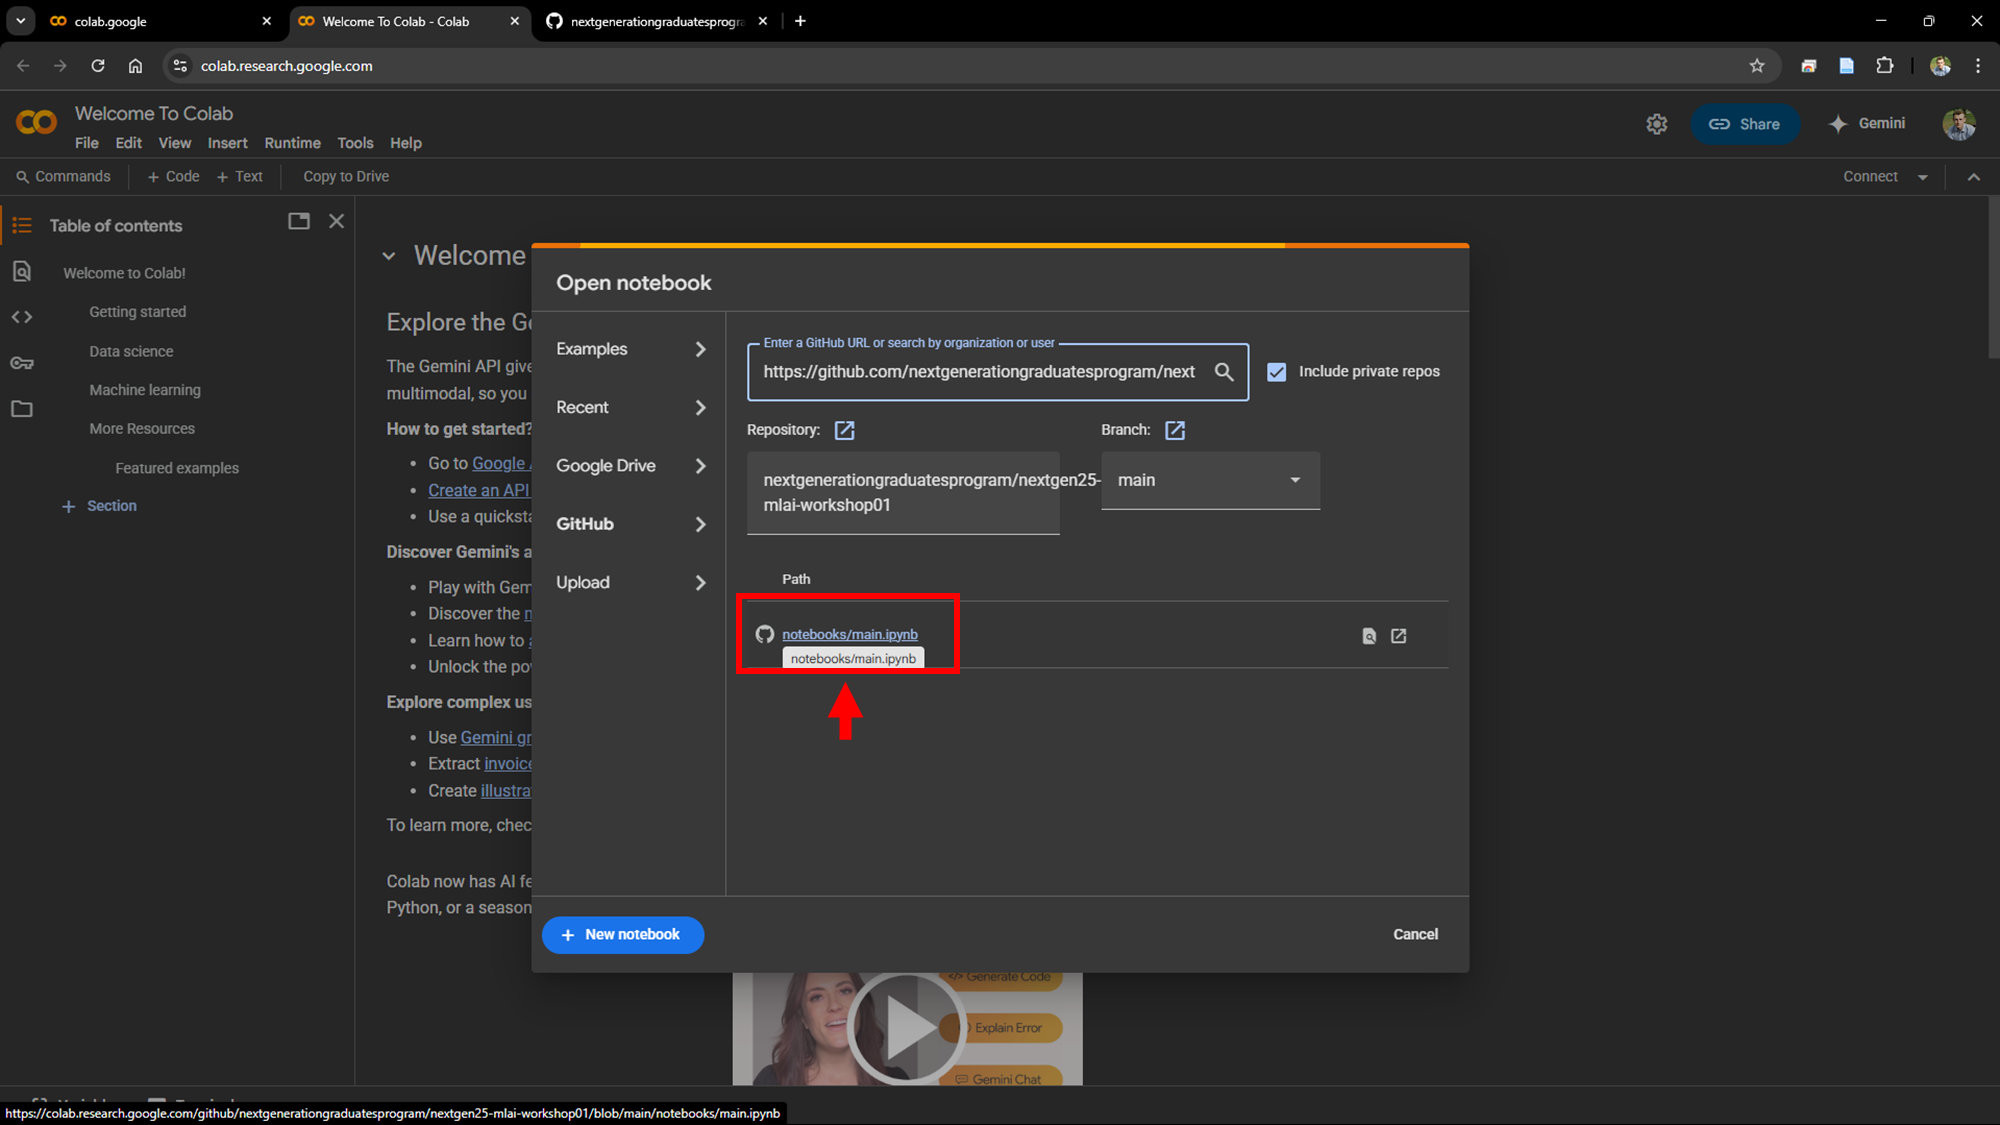 colab.google
Welcome To Colab - Colab
nextgenerationgraduatesprogra
colab.research.google.com
Welcome To Colab
File Edit View Insert Runtime Tools Help
Share
Gemini
Commands + Code + Text Copy to Drive
Connect
Table of contents
Welcome to Colab!
Getting started
Data science
Machine learning
More Resources
Featured examples
+ Section
Welcome
Explore the Ge
The Gemini API give
multimodal, so you
How to get started?
Go to Google A
Create an API
Use a quicksta
Discover Gemini's a
Play with Gem
Discover the
Learn how to
Unlock the po
Explore complex us
Use Gemini gr
Extract invoice
Create illustra
To learn more, chec
Colab now has AI fe
Python, or a season
Open notebook
Examples
Recent
Google Drive
GitHub
Upload
Enter a GitHub URL or search by organization or user
https://github.com/nextgenerationgraduatesprogram/next
Include private repos
Repository:
Branch:
nextgenerationgraduatesprogram/nextgen25-
mlai-workshop01
main
Path
notebooks/main.ipynb
notebooks/main.ipynb
+ New notebook
Cancel
Generate Code
Explain Error
Gemini Chat
https://colab.research.google.com/github/nextgenerationgraduatesprogram/nextgen25-mlai-workshop01/blob/main/notebooks/main.ipynb